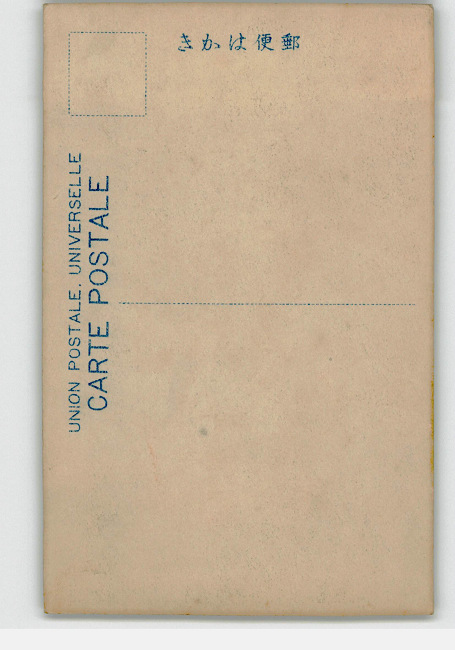 きかは便郵
UNION POSTALE. UNIVERSELLE
CARTE POSTALE